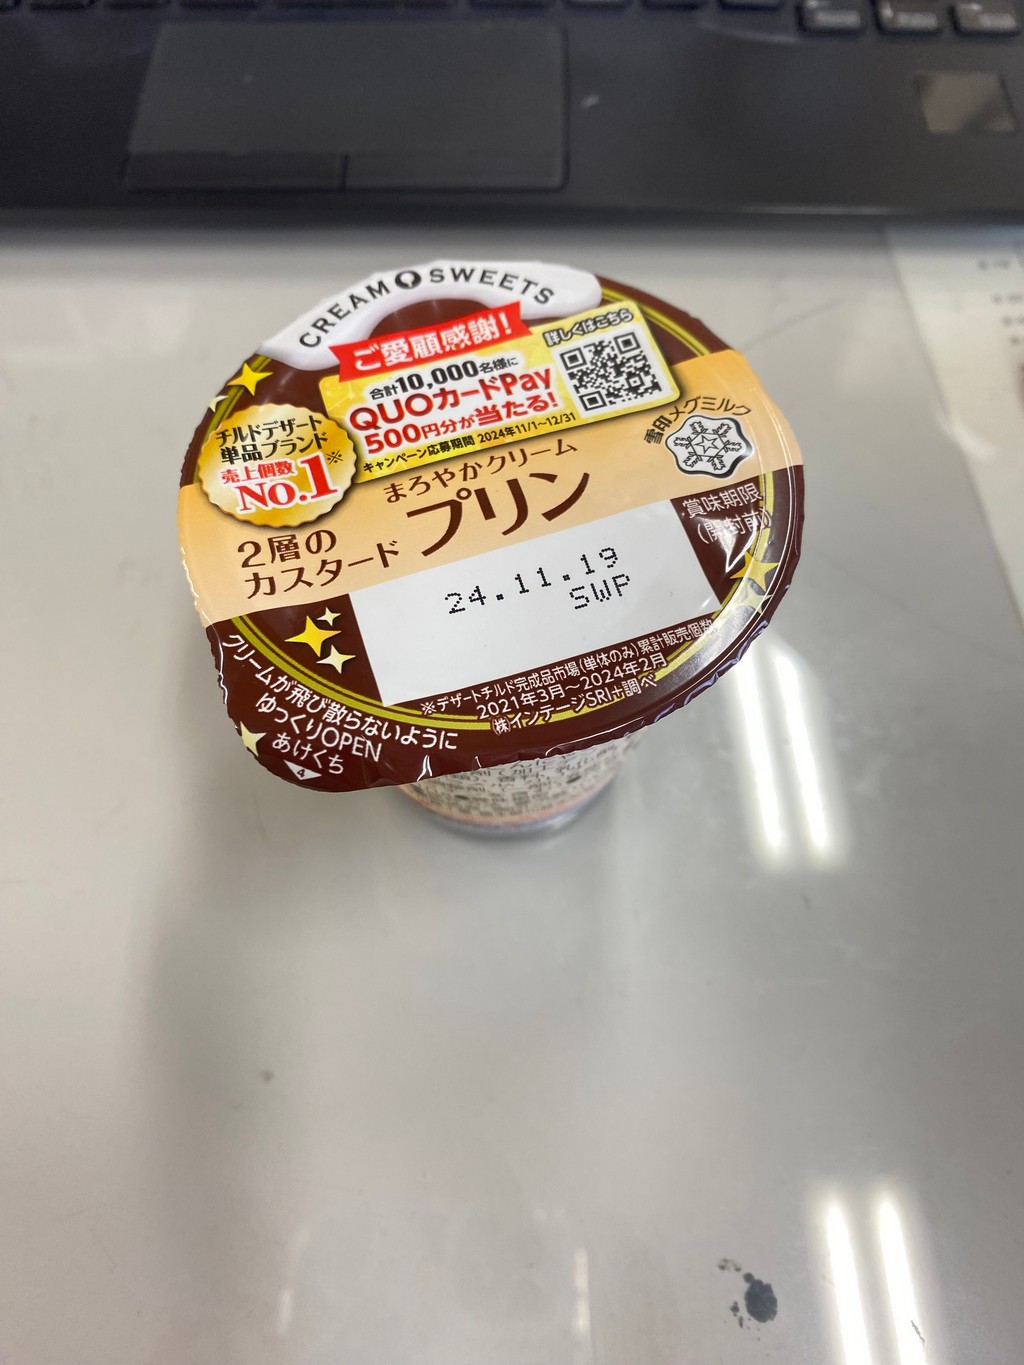 CREAM SWEETS
ご愛顧感謝!
合計10,000名様に
QUOカードPay
500円分が当たる!
キャンペーン応募期間 2024年11/1〜12/31
詳しくはこちら
チルドデザート
単品ブランド※
売上個数
No.1
雪印メグミルク
まろやかクリーム
プリン
2層の
カスタード
賞味期限
(開封前)
24.11.19
SWP
※デザートチルド完成品市場(単体のみ)累計販売個数
2021年3月〜2024年2月
㈱インテージSRI+調べ
クリームが飛び散らないように
ゆっくりOPEN
あけくち
4